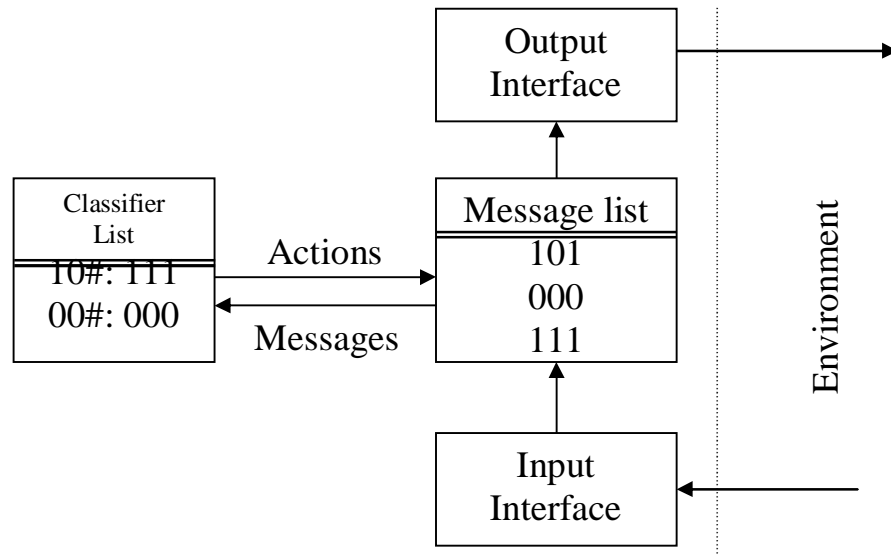 Output
Interface
Classifier
List
10#: 111
00#: 000
Actions
Messages
Message list
101
000
111
Input
Interface
Environment